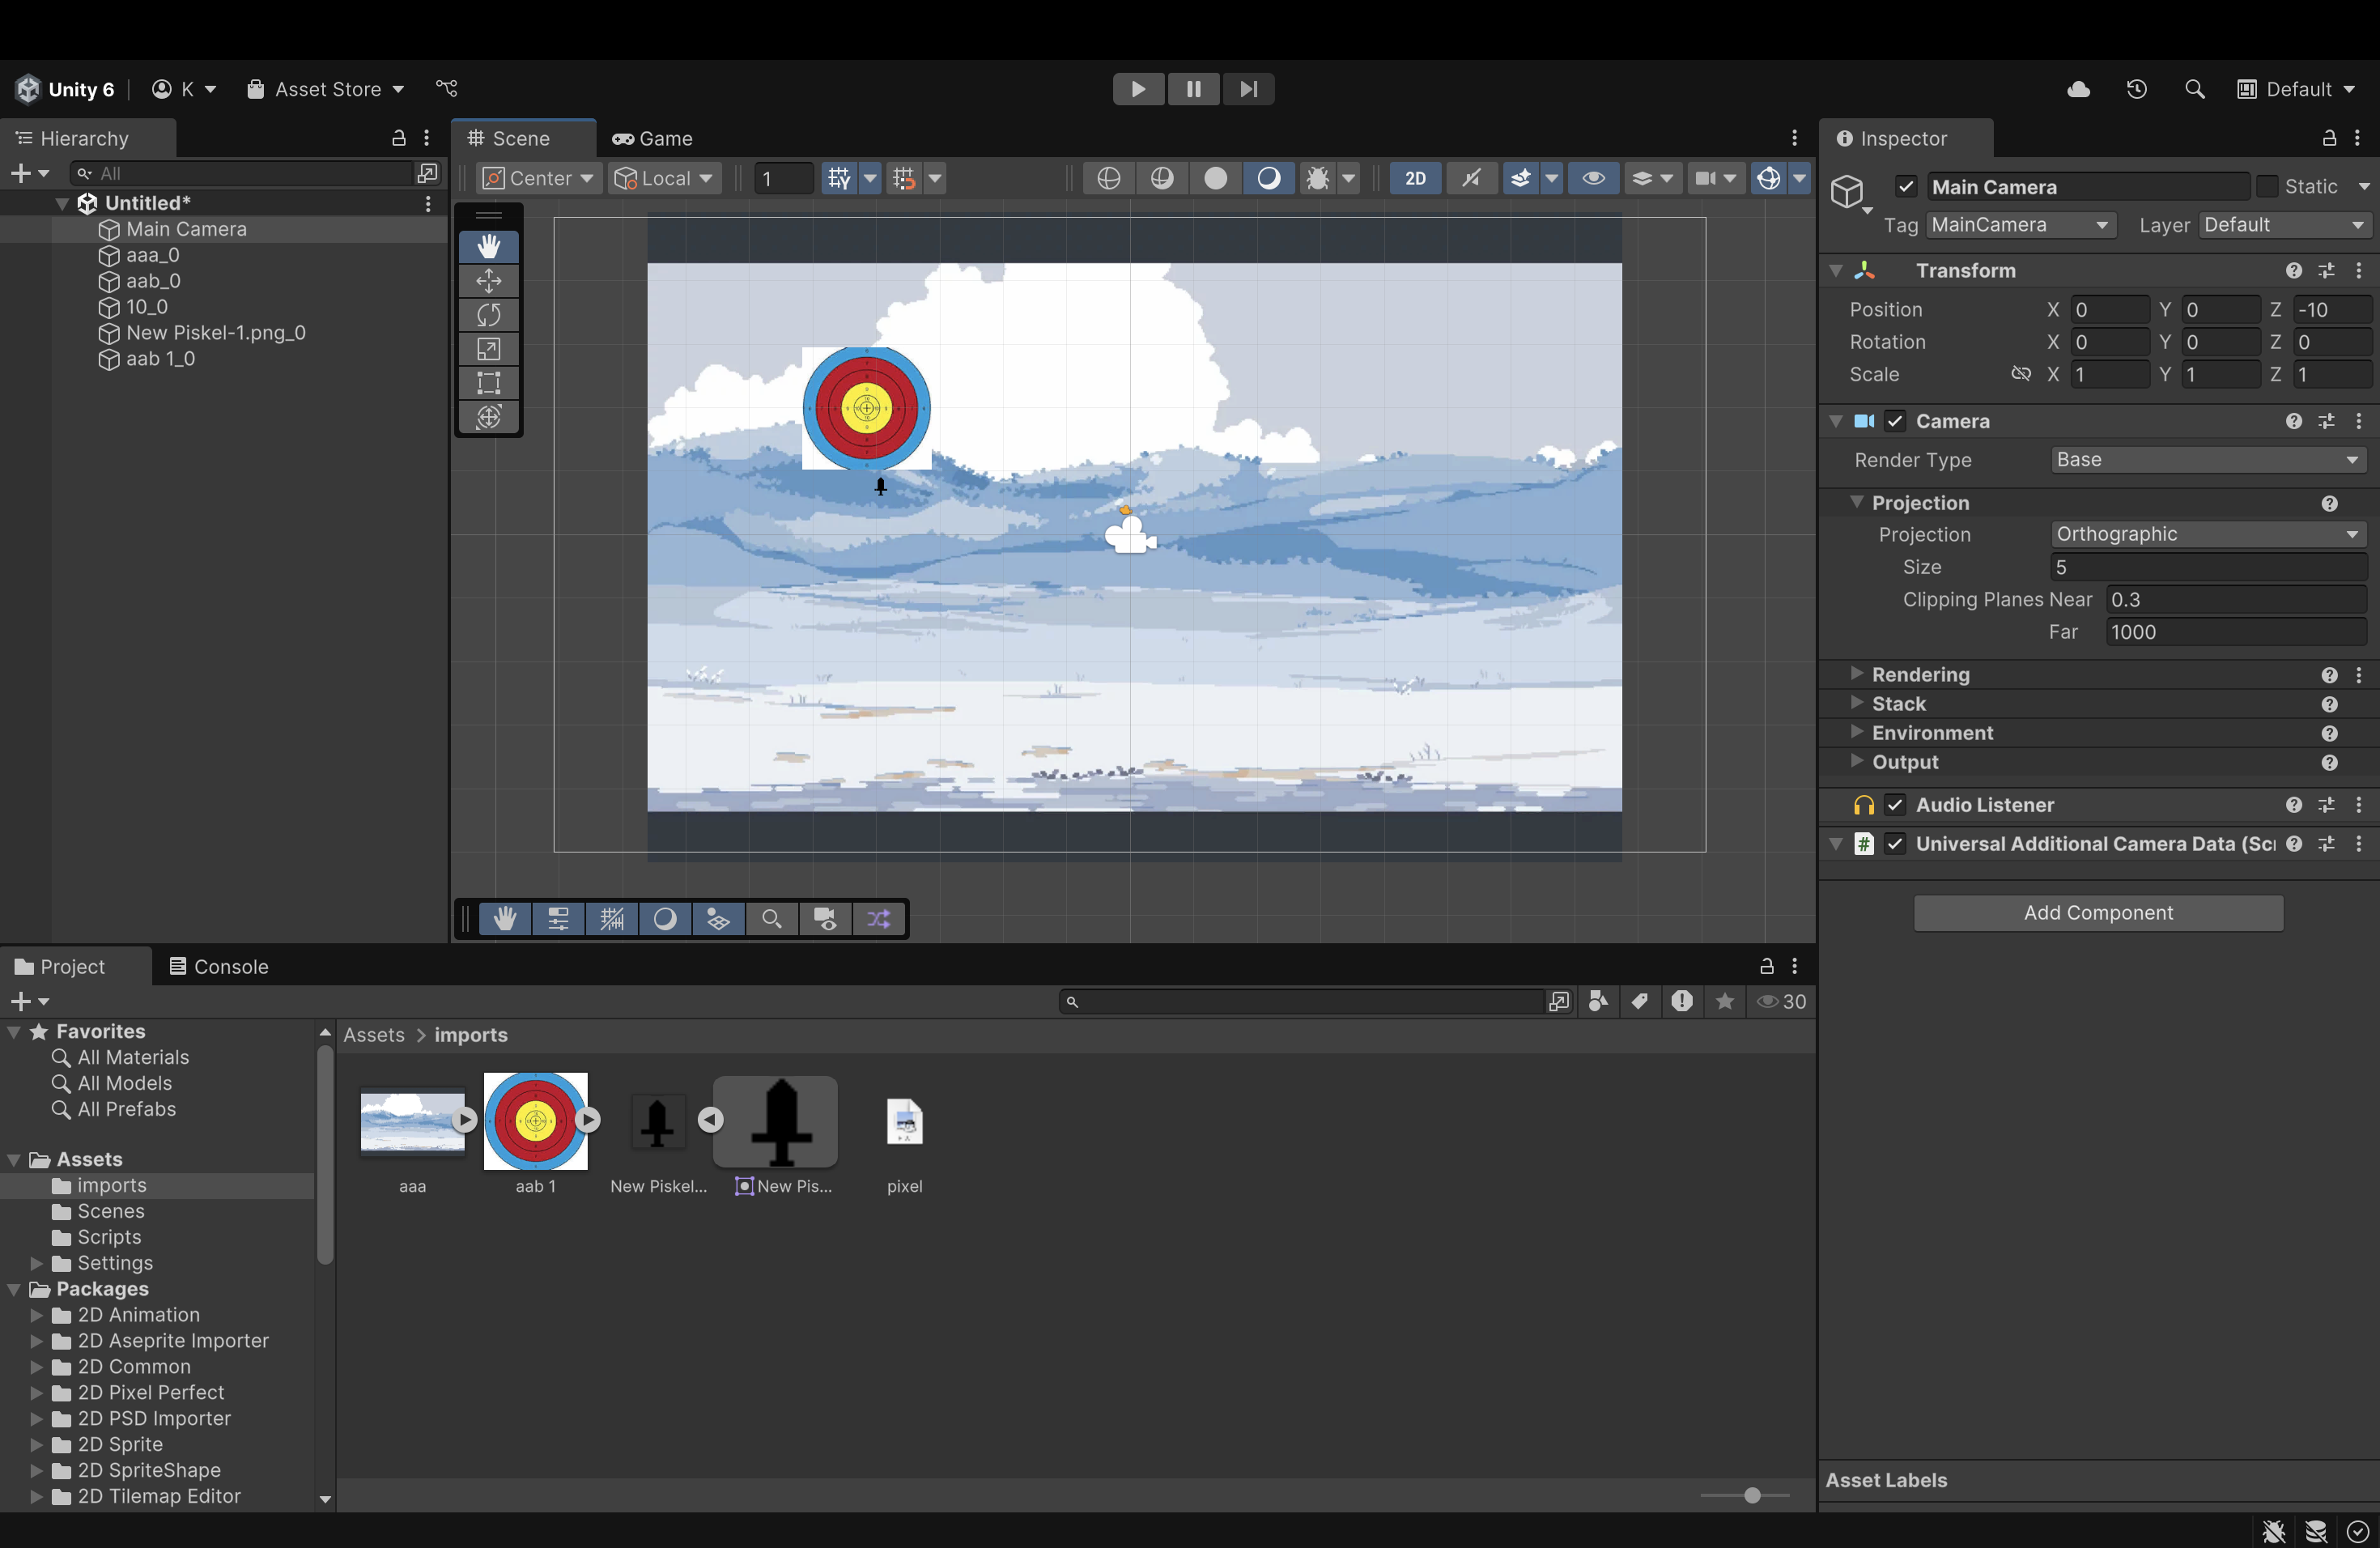 Unity 6
K
Asset Store
Default
Hierarchy
Scene
Game
Inspector
All
Center
Local
1
2D
Untitled*
Main Camera
aaa_0
aab_0
10_0
New Piskel-1.png_0
aab 1_0
Main Camera
Static
Tag
MainCamera
Layer
Default
Transform
Position X 0 Y 0 Z -10
Rotation X 0 Y 0 Z 0
Scale X 1 Y 1 Z 1
Camera
Render Type
Base
Projection
Projection
Orthographic
Size
5
Clipping Planes Near 0.3
Far 1000
Rendering
Stack
Environment
Output
Audio Listener
Universal Additional Camera Data (Scr
Add Component
Asset Labels
Project
Console
30
Favorites
All Materials
All Models
All Prefabs
Assets
imports
Scenes
Scripts
Settings
Packages
2D Animation
2D Aseprite Importer
2D Common
2D Pixel Perfect
2D PSD Importer
2D Sprite
2D SpriteShape
2D Tilemap Editor
Assets > imports
aaa
aab 1
New Piskel...
New Pis...
pixel